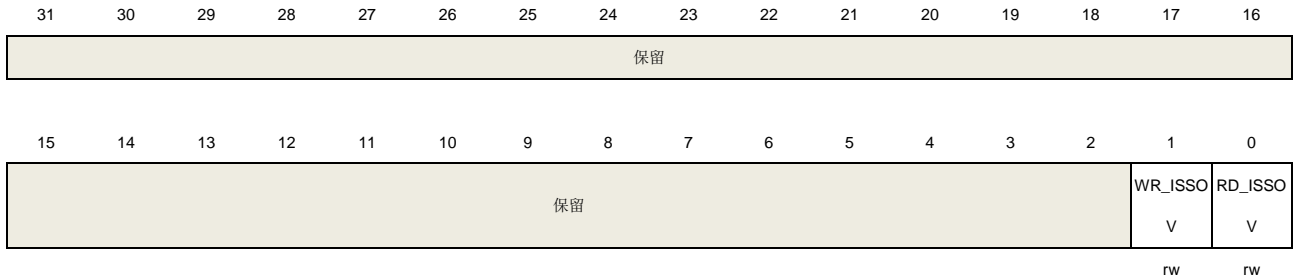 31 30 29 28 27 26 25 24 23 22 21 20 19 18 17 16
保留
15 14 13 12 11 10 9 8 7 6 5 4 3 2 1 0
保留
WR_ISSO RD_ISSO
V V
rw rw